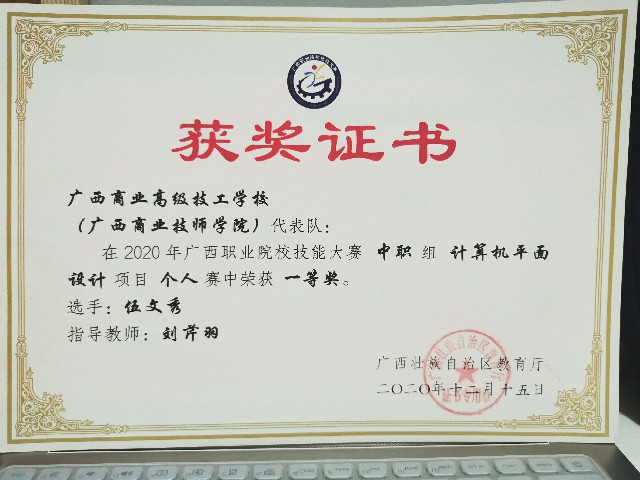 获奖证书
广西商业高级技工学校
（广西商业技师学院）代表队：
在2020年广西职业院校技能大赛 中职 组 计算机平面
设计 项目 个人 赛中荣获 一等奖。
选手：伍文秀
指导教师：刘芹羽
广西壮族自治区教育厅
二〇二〇年十二月十五日